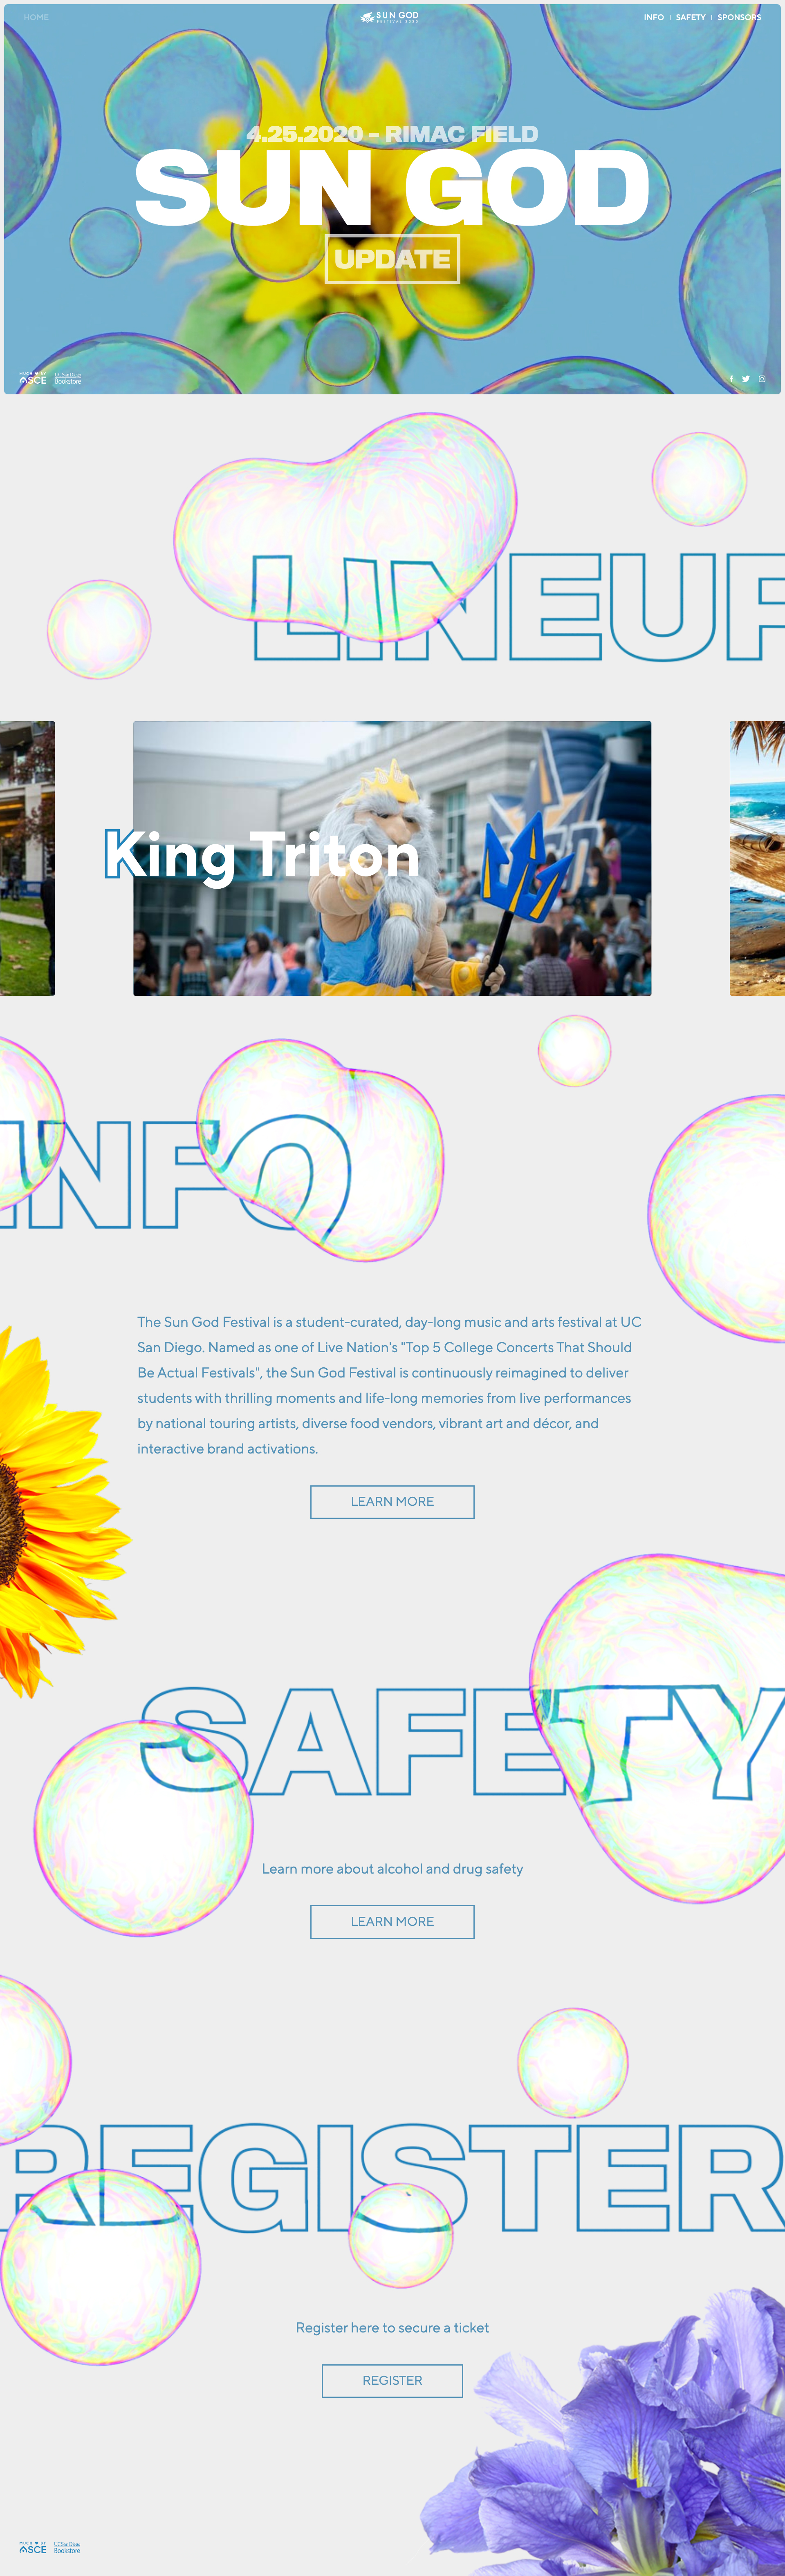 HOME
SUN GOD
FESTIVAL 2020
INFO | SAFETY | SPONSORS
4.25.2020 - RIMAC FIELD
SUN GOD
UPDATE
MUCH ♥ BY
ASCE
UC San Diego
Bookstore
LINEUP
King Triton
INFO
The Sun God Festival is a student-curated, day-long music and arts festival at UC
San Diego. Named as one of Live Nation's "Top 5 College Concerts That Should
Be Actual Festivals", the Sun God Festival is continuously reimagined to deliver
students with thrilling moments and life-long memories from live performances
by national touring artists, diverse food vendors, vibrant art and décor, and
interactive brand activations.
LEARN MORE
SAFETY
Learn more about alcohol and drug safety
LEARN MORE
REGISTER
Register here to secure a ticket
REGISTER
MUCH ♥ BY
ASCE
UC San Diego
Bookstore